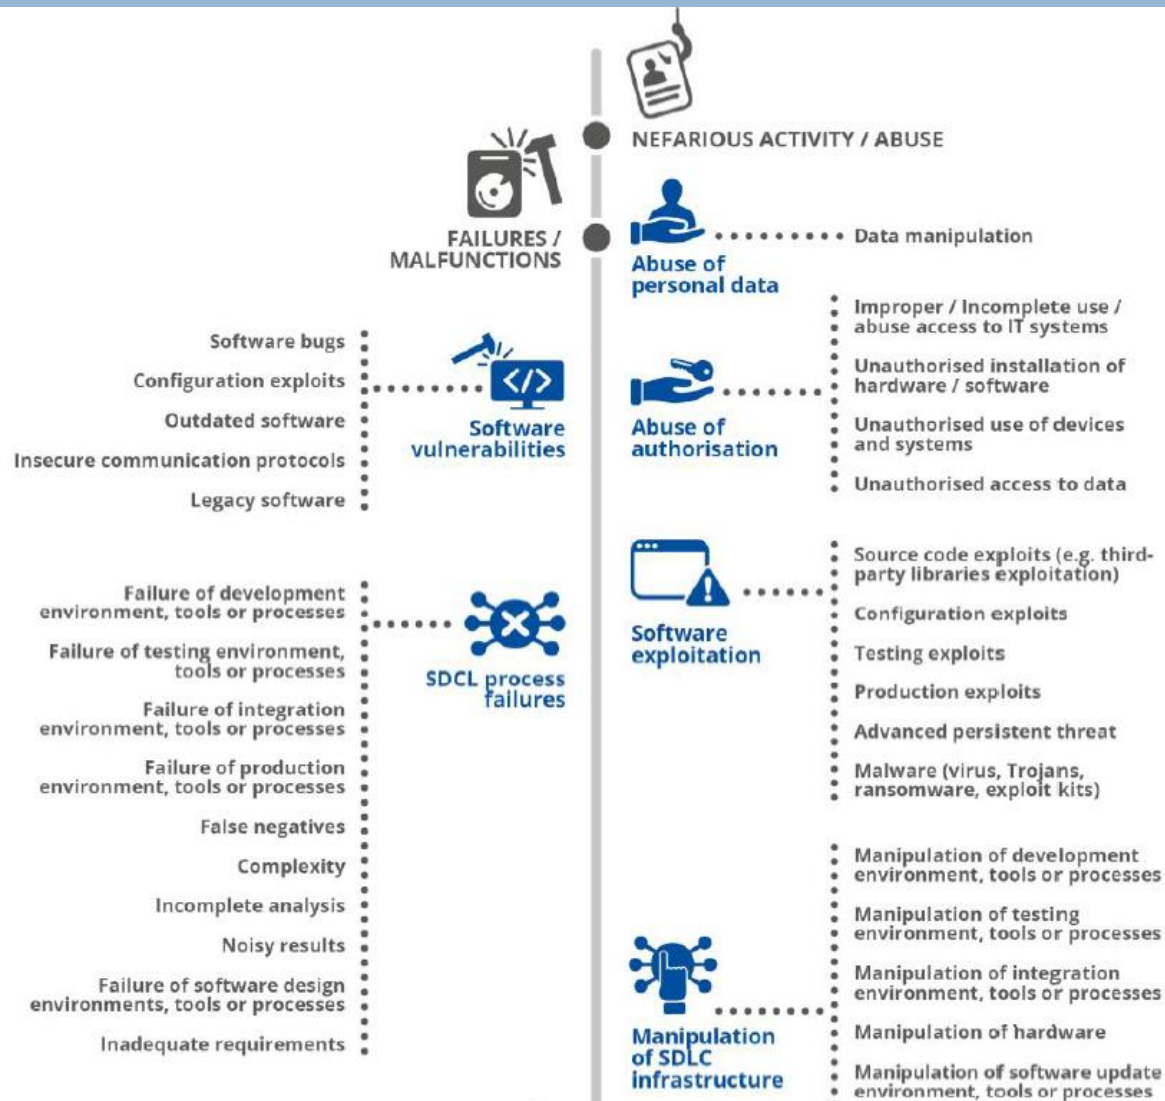 NEFARIOUS ACTIVITY / ABUSE
FAILURES /
MALFUNCTIONS
Abuse of
personal data
Data manipulation
Software bugs
Configuration exploits
Outdated software
Insecure communication protocols
Legacy software
Software
vulnerabilities
Abuse of
authorisation
Improper / Incomplete use /
abuse access to IT systems
Unauthorised installation of
hardware / software
Unauthorised use of devices
and systems
Unauthorised access to data
Failure of development
environment, tools or processes
Failure of testing environment,
tools or processes
Failure of integration
environment, tools or processes
Failure of production
environment, tools or processes
False negatives
Complexity
Incomplete analysis
Noisy results
Failure of software design
environments, tools or processes
Inadequate requirements
SDCL process
failures
Software
exploitation
Source code exploits (e.g. third-
party libraries exploitation)
Configuration exploits
Testing exploits
Production exploits
Advanced persistent threat
Malware (virus, Trojans,
ransomware, exploit kits)
Manipulation
of SDLC
infrastructure
Manipulation of development
environment, tools or processes
Manipulation of testing
environment, tools or processes
Manipulation of integration
environment, tools or processes
Manipulation of hardware
Manipulation of software update
environment, tools or processes